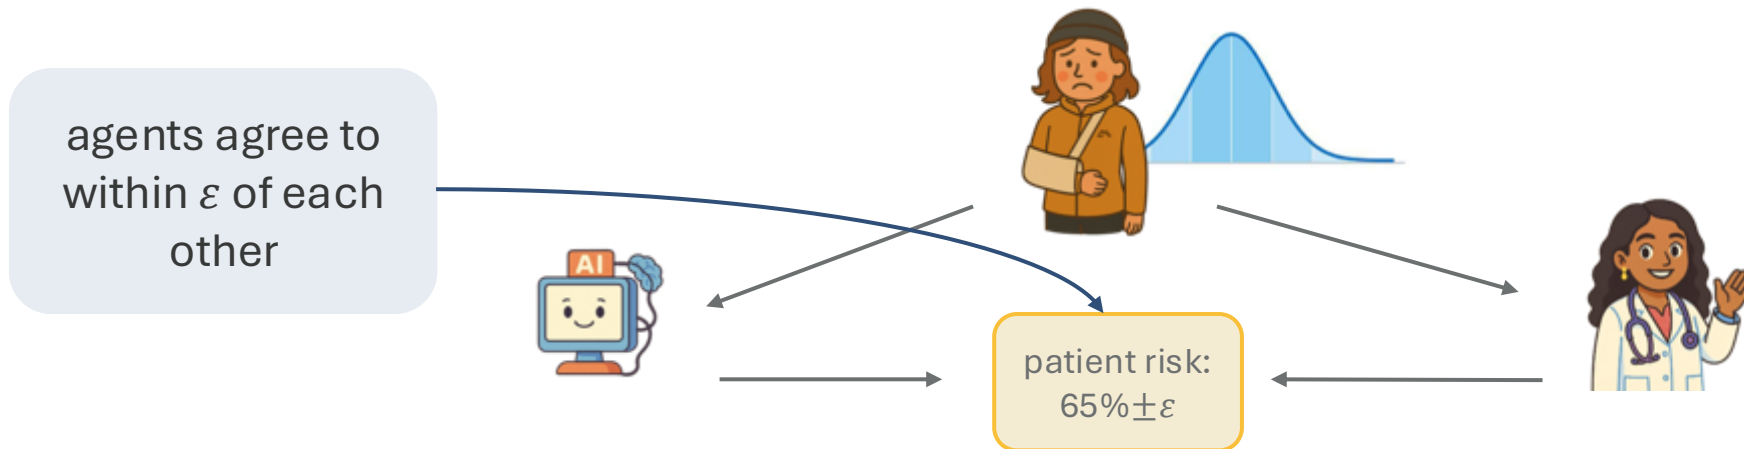 agents agree to
within ε of each
other
AI
patient risk:
65%±ε